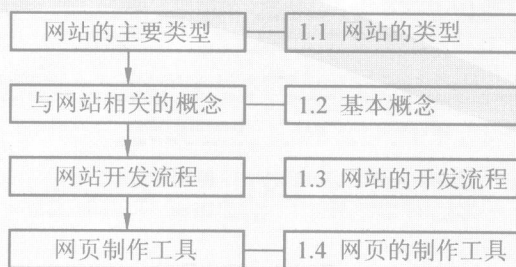 网站的主要类型 1.1 网站的类型
与网站相关的概念 1.2 基本概念
网站开发流程 1.3 网站的开发流程
网页制作工具 1.4 网页的制作工具